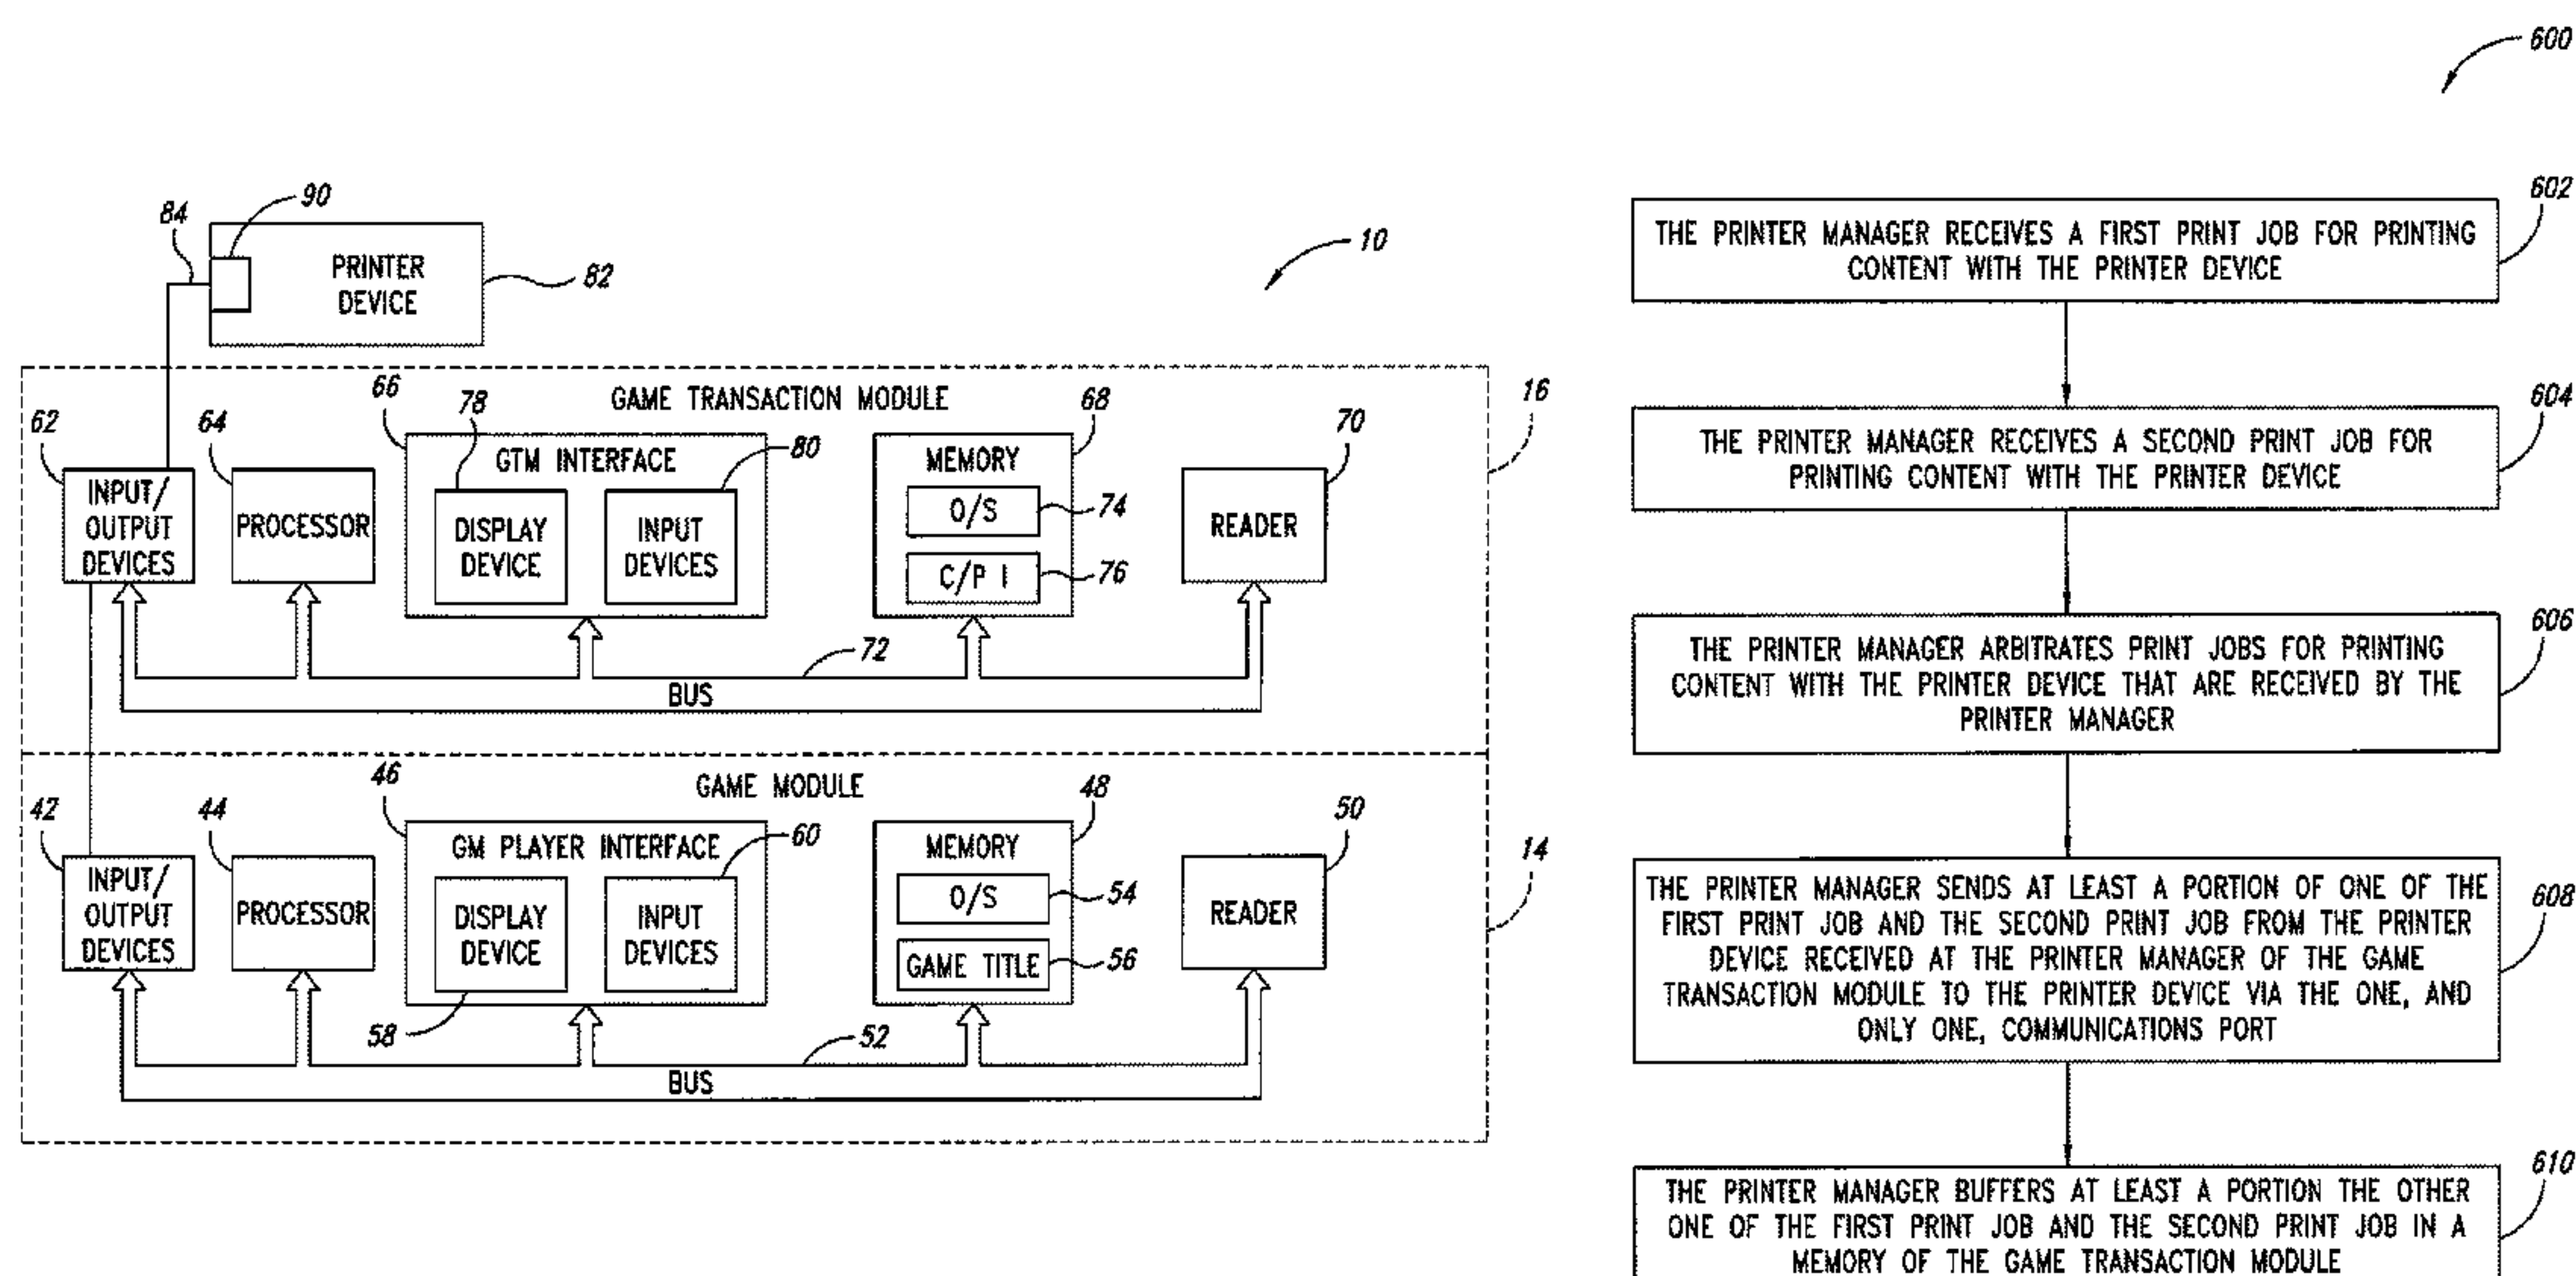 600
90
84
PRINTER
DEVICE
82
10
66
78
GAME TRANSACTION MODULE
68
16
62
64
GTM INTERFACE
80
MEMORY
70
INPUT/
OUTPUT
DEVICES
PROCESSOR
DISPLAY
DEVICE
INPUT
DEVICES
O/S
74
C/P I
76
READER
72
BUS
46
GAME MODULE
48
42
44
GM PLAYER INTERFACE
60
MEMORY
50
14
INPUT/
OUTPUT
DEVICES
PROCESSOR
DISPLAY
DEVICE
INPUT
DEVICES
O/S
54
GAME TITLE
56
READER
58
52
BUS
602
THE PRINTER MANAGER RECEIVES A FIRST PRINT JOB FOR PRINTING
CONTENT WITH THE PRINTER DEVICE
604
THE PRINTER MANAGER RECEIVES A SECOND PRINT JOB FOR
PRINTING CONTENT WITH THE PRINTER DEVICE
606
THE PRINTER MANAGER ARBITRATES PRINT JOBS FOR PRINTING
CONTENT WITH THE PRINTER DEVICE THAT ARE RECEIVED BY THE
PRINTER MANAGER
608
THE PRINTER MANAGER SENDS AT LEAST A PORTION OF ONE OF THE
FIRST PRINT JOB AND THE SECOND PRINT JOB FROM THE PRINTER
DEVICE RECEIVED AT THE PRINTER MANAGER OF THE GAME
TRANSACTION MODULE TO THE PRINTER DEVICE VIA THE ONE, AND
ONLY ONE, COMMUNICATIONS PORT
610
THE PRINTER MANAGER BUFFERS AT LEAST A PORTION THE OTHER
ONE OF THE FIRST PRINT JOB AND THE SECOND PRINT JOB IN A
MEMORY OF THE GAME TRANSACTION MODULE